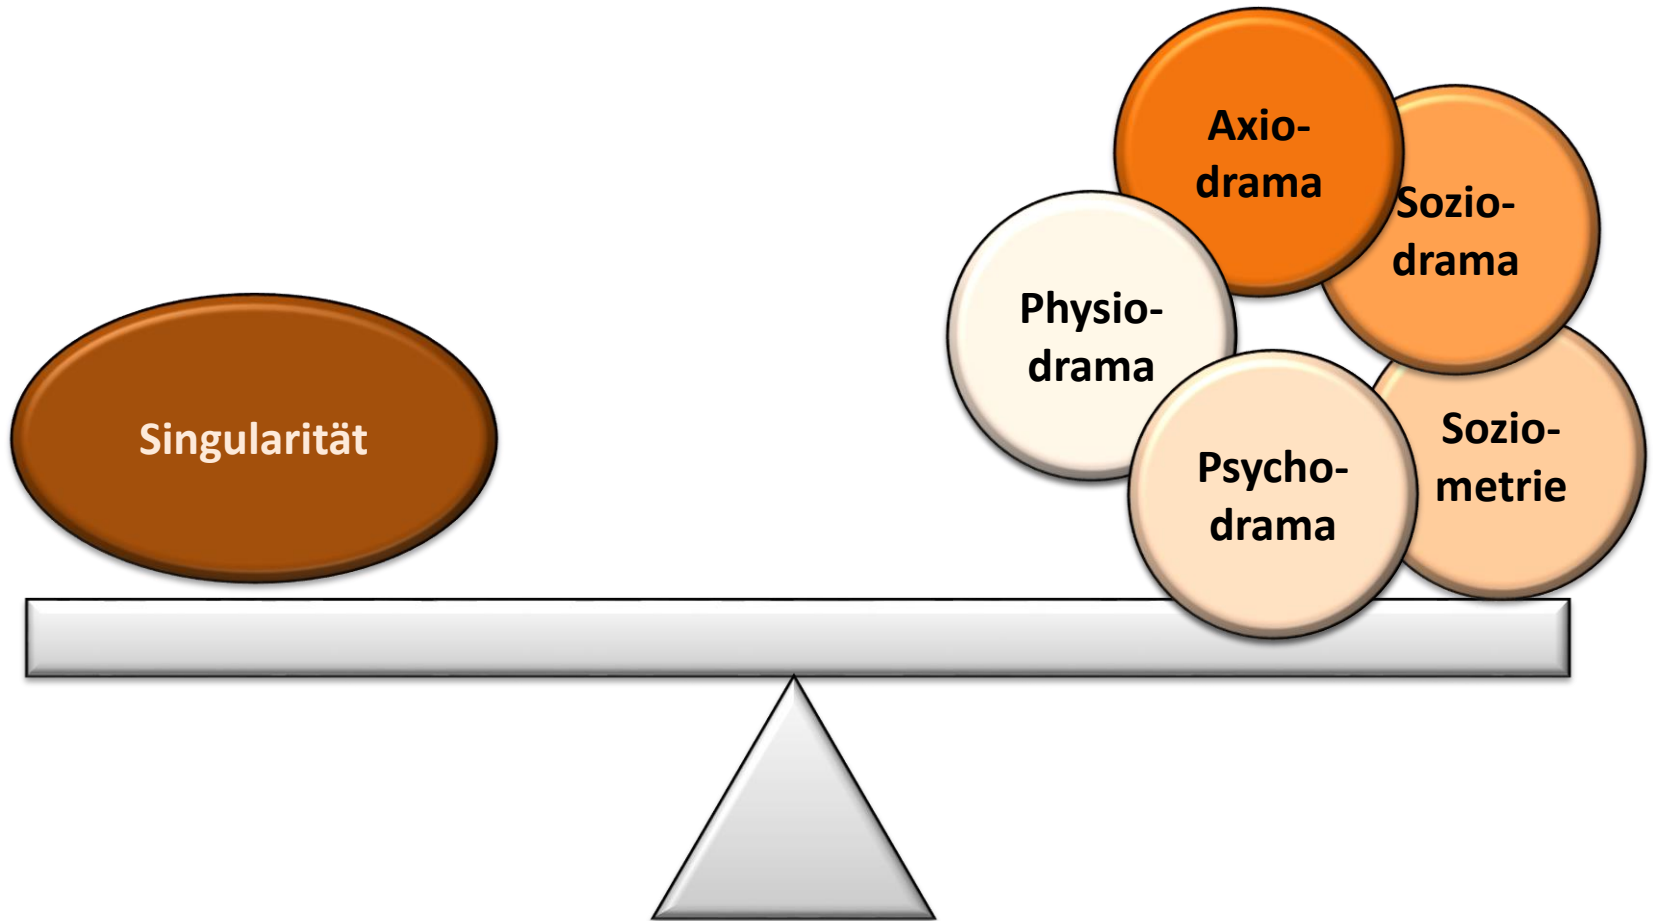 Singularität
Axio-
drama
Sozio-
drama
Physio-
drama
Psycho-
drama
Sozio-
metrie